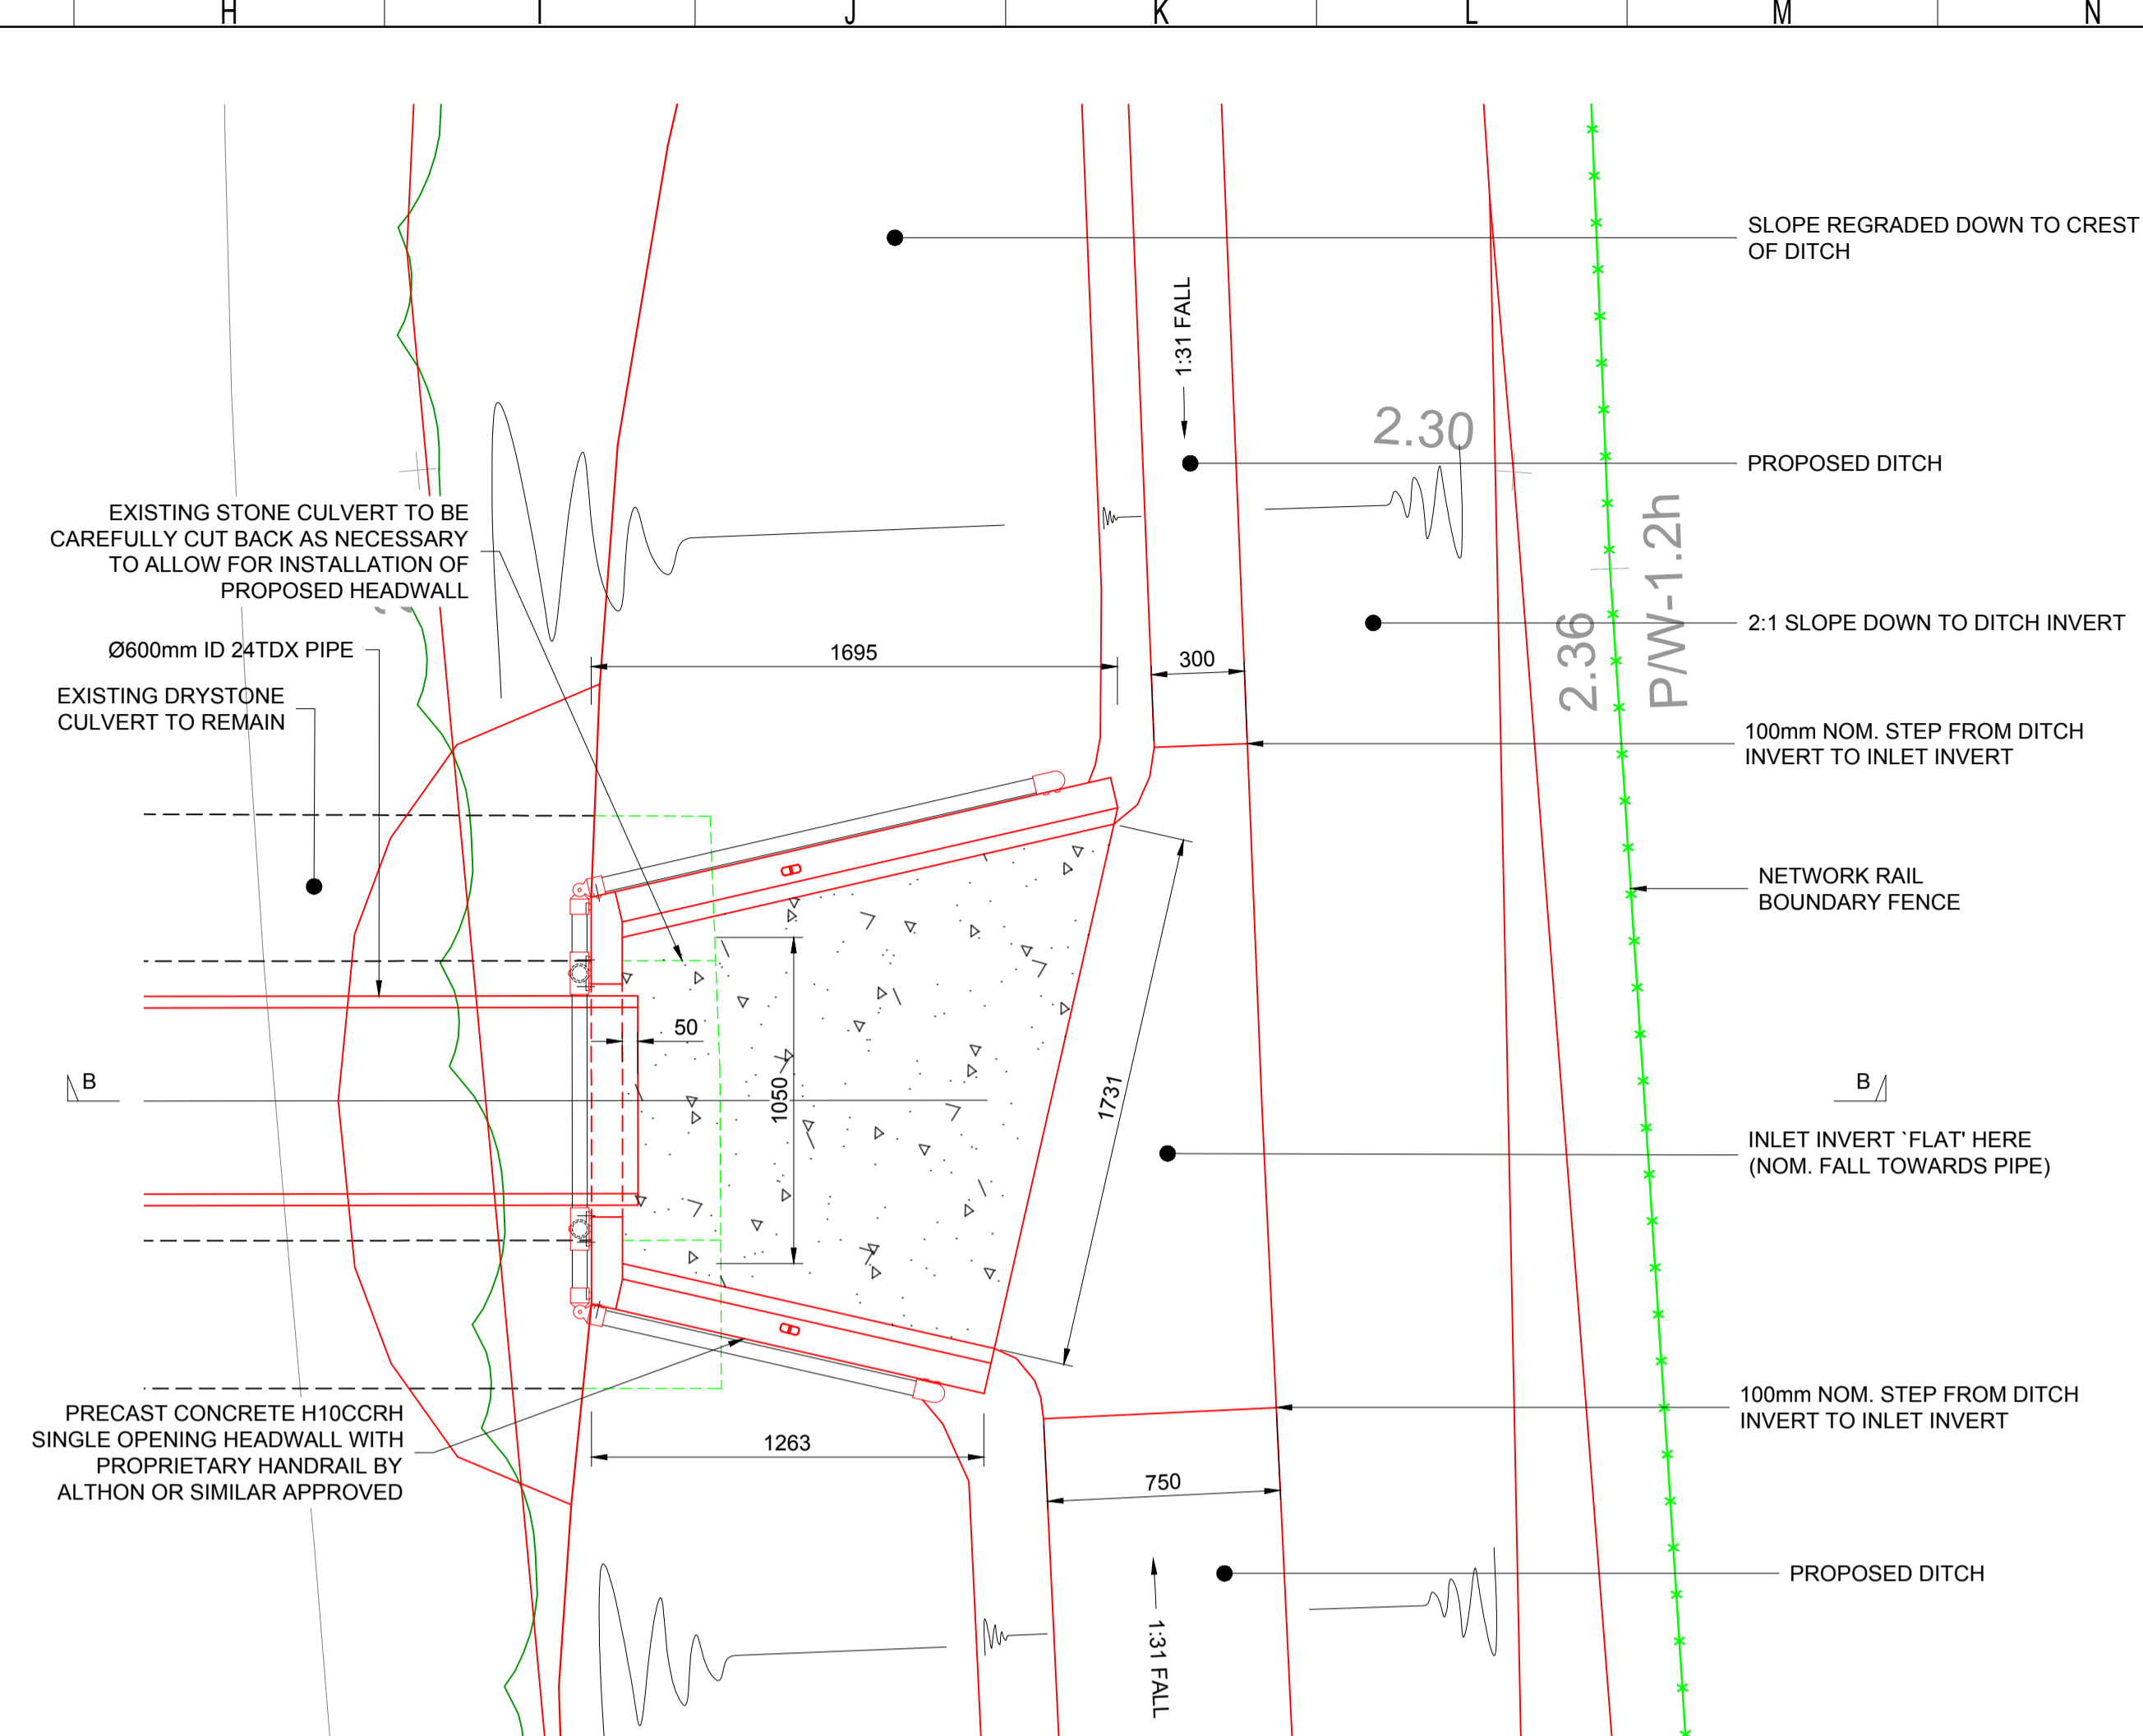 H I J K L M N
SLOPE REGRADED DOWN TO CREST
OF DITCH
1:31 FALL
2.30
PROPOSED DITCH
EXISTING STONE CULVERT TO BE
CAREFULLY CUT BACK AS NECESSARY
TO ALLOW FOR INSTALLATION OF
PROPOSED HEADWALL
P/W-1.2h
2.36
2:1 SLOPE DOWN TO DITCH INVERT
Ø600mm ID 24TDX PIPE
1695
300
EXISTING DRYSTONE
CULVERT TO REMAIN
100mm NOM. STEP FROM DITCH
INVERT TO INLET INVERT
NETWORK RAIL
BOUNDARY FENCE
50
B
1050
1731
B
INLET INVERT `FLAT' HERE
(NOM. FALL TOWARDS PIPE)
100mm NOM. STEP FROM DITCH
INVERT TO INLET INVERT
PRECAST CONCRETE H10CCRH
SINGLE OPENING HEADWALL WITH
PROPRIETARY HANDRAIL BY
ALTHON OR SIMILAR APPROVED
1263
750
PROPOSED DITCH
1:31 FALL